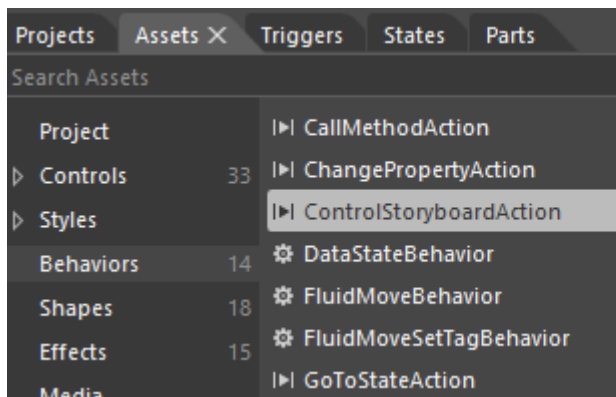 Projects Assets Triggers States Parts
Search Assets
Project
Controls 33
Styles
Behaviors 14
Shapes 18
Effects 15
Media
CallMethodAction
ChangePropertyAction
ControlStoryboardAction
DataStateBehavior
FluidMoveBehavior
FluidMoveSetTagBehavior
GoToStateAction